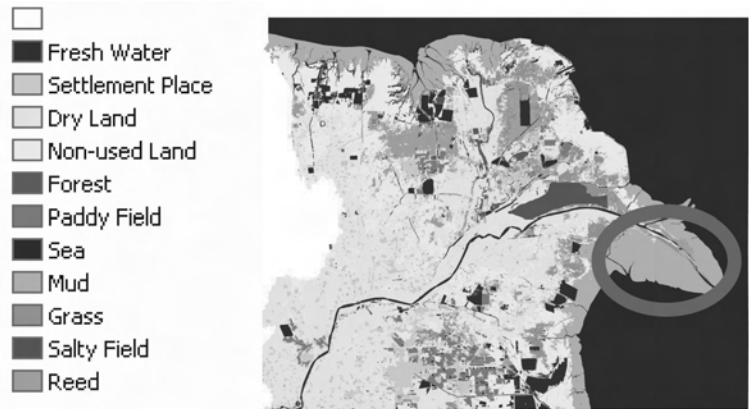 Fresh Water
Settlement Place
Dry Land
Non-used Land
Forest
Paddy Field
Sea
Mud
Grass
Salty Field
Reed